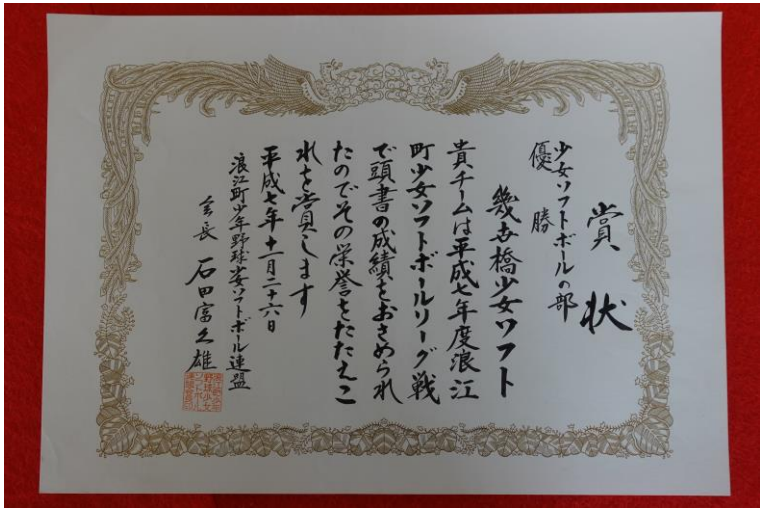 賞状
少女ソフトボールの部
優勝
幾世橋少女ソフト
貴チームは平成七年度浪江
町少女ソフトボールリーグ戦
で頭書の成績をおさめられ
たのでその栄誉をたたえこ
れを賞します
平成七年十一月二十六日
浪江町少年野球少女ソフトボール連盟
会長 石田富久雄